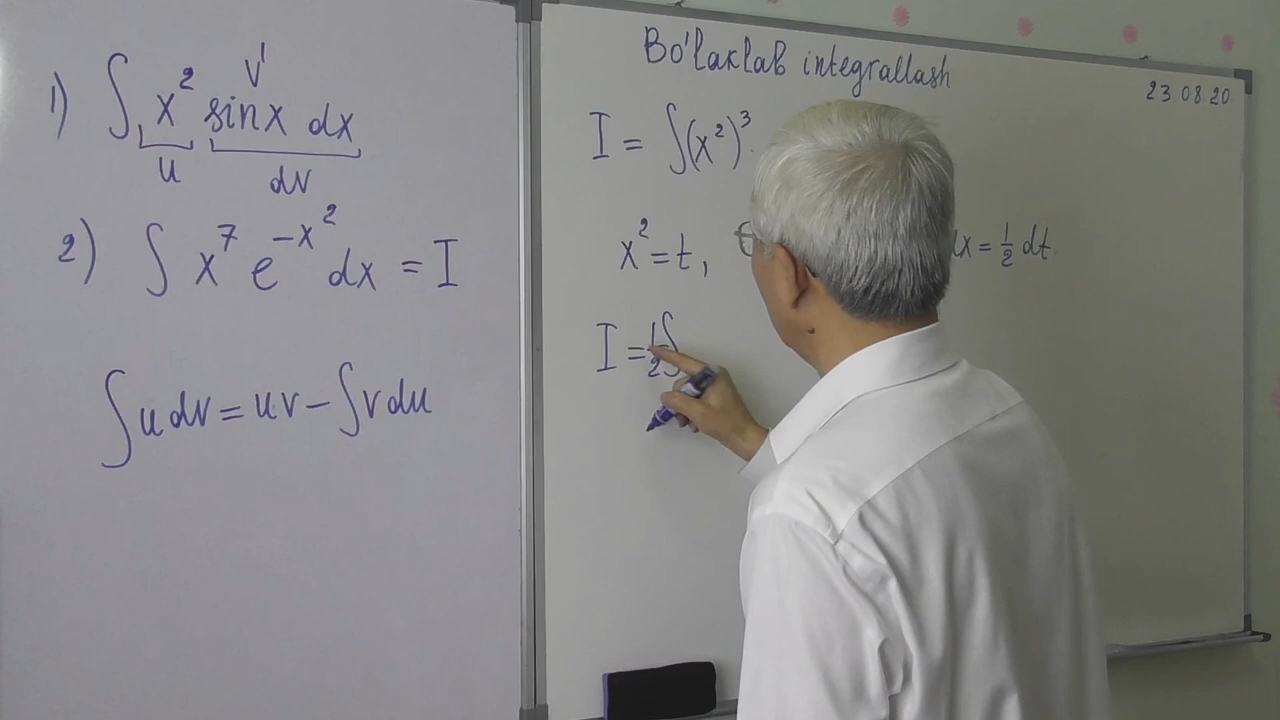 1) ∫ x² sinx dx
V'
u
dv
2) ∫ x⁷ e^(-x²) dx = I
∫ u dv = uv – ∫ v du
Bo'laklab integrallash
23.08.20
I = ∫(x²)³
x² = t, dx = 1/2 dt.
I = 1/2 ∫